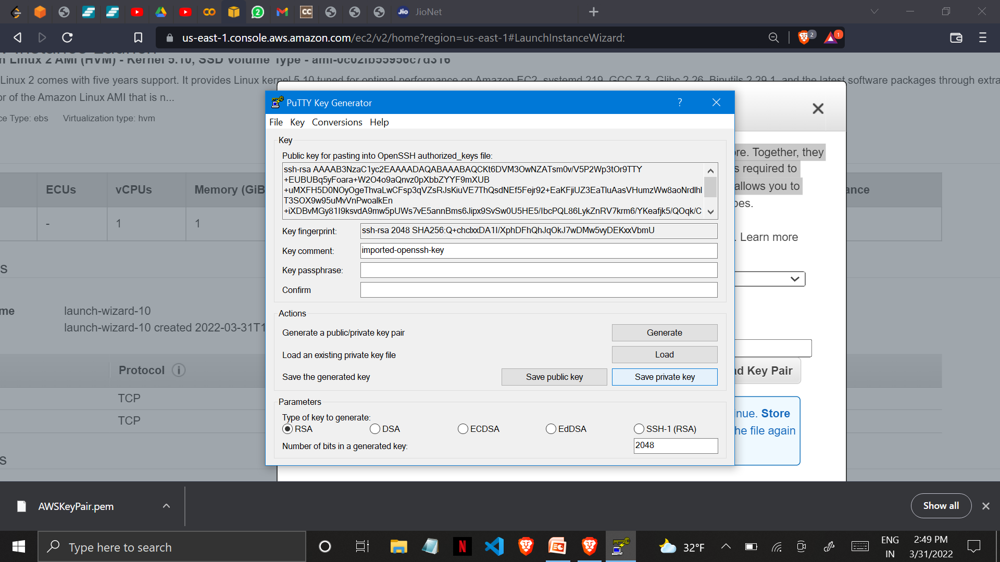 JioNet
us-east-1.console.aws.amazon.com/ec2/v2/home?region=us-east-1#LaunchInstanceWizard:
2
1
Linux 2 AMI (HVM) - Kernel 5.10, SSD Volume Type - ami-0c02fb55956c7d316
Linux 2 comes with five years support. It provides Linux kernel 5.10 tuned for optimal performance on Amazon EC2, systemd 219, GCC 7.3, Glibc 2.26, Binutils 2.29.1, and the latest software packages through extra
or of the Amazon Linux AMI that is n...
ce Type: ebs Virtualization type: hvm
PuTTY Key Generator
File Key Conversions Help
Key
Public key for pasting into OpenSSH authorized_keys file:
ssh-rsa AAAAB3NzaC1yc2EAAAADAQABAAABAQCKt6DVM3OwNZATsm0v/V5P2Wp3tOr9TTY
+EUBUBq5yFoara+W2O4o9aQnvz0pXbbZYYF9mXUB
+uMXFH5D0NOyOgeThvaLwCFsp3qVZsRJsKiuVE7ThQsdNEf5Fejr92+EaKFjiUZ3EaTluAasVHumzWw8aoNrdlhl
T3SOX9w95uMvVnPwoalkEn
+iXDBvMGy81I9ksvdA9mw5pUWs7vE5annBms6Jipx9SvSw0U5HE5/IbcPQL86LykZnRV7krm6/YKeafjk5/QOqk/C
Key fingerprint: ssh-rsa 2048 SHA256:Q+chclxxDA1I/XphDFhQhJqOkJ7wDMw5vyDEKxxVbmU
Key comment: imported-openssh-key
Key passphrase:
Confirm
Actions
Generate a public/private key pair Generate
Load an existing private key file Load
Save the generated key Save public key Save private key
Parameters
Type of key to generate:
RSA DSA ECDSA EdDSA SSH-1 (RSA)
Number of bits in a generated key: 2048
re. Together, they
s required to
allows you to
pes.
. Learn more
d Key Pair
nue. Store
he file again
ECUs vCPUs Memory (GiB ance
- 1 1
s
me launch-wizard-10
launch-wizard-10 created 2022-03-31T1
Protocol i
TCP
TCP
s
AWSKeyPair.pem
Show all
Type here to search
32°F
ENG
IN
2:49 PM
3/31/2022